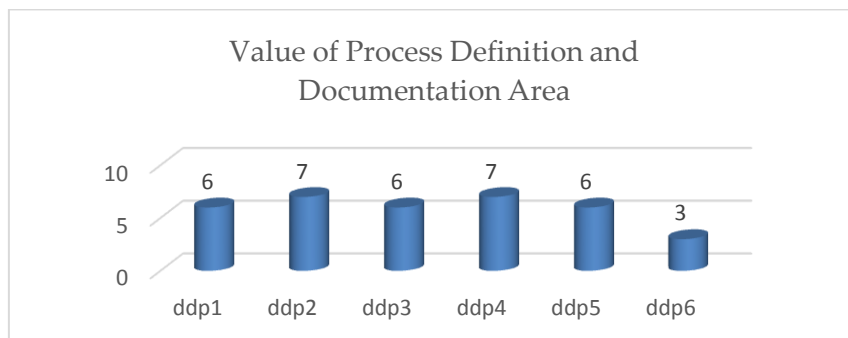 Value of Process Definition and
Documentation Area
10
5
0
6
7
6
7
6
3
ddp1
ddp2
ddp3
ddp4
ddp5
ddp6